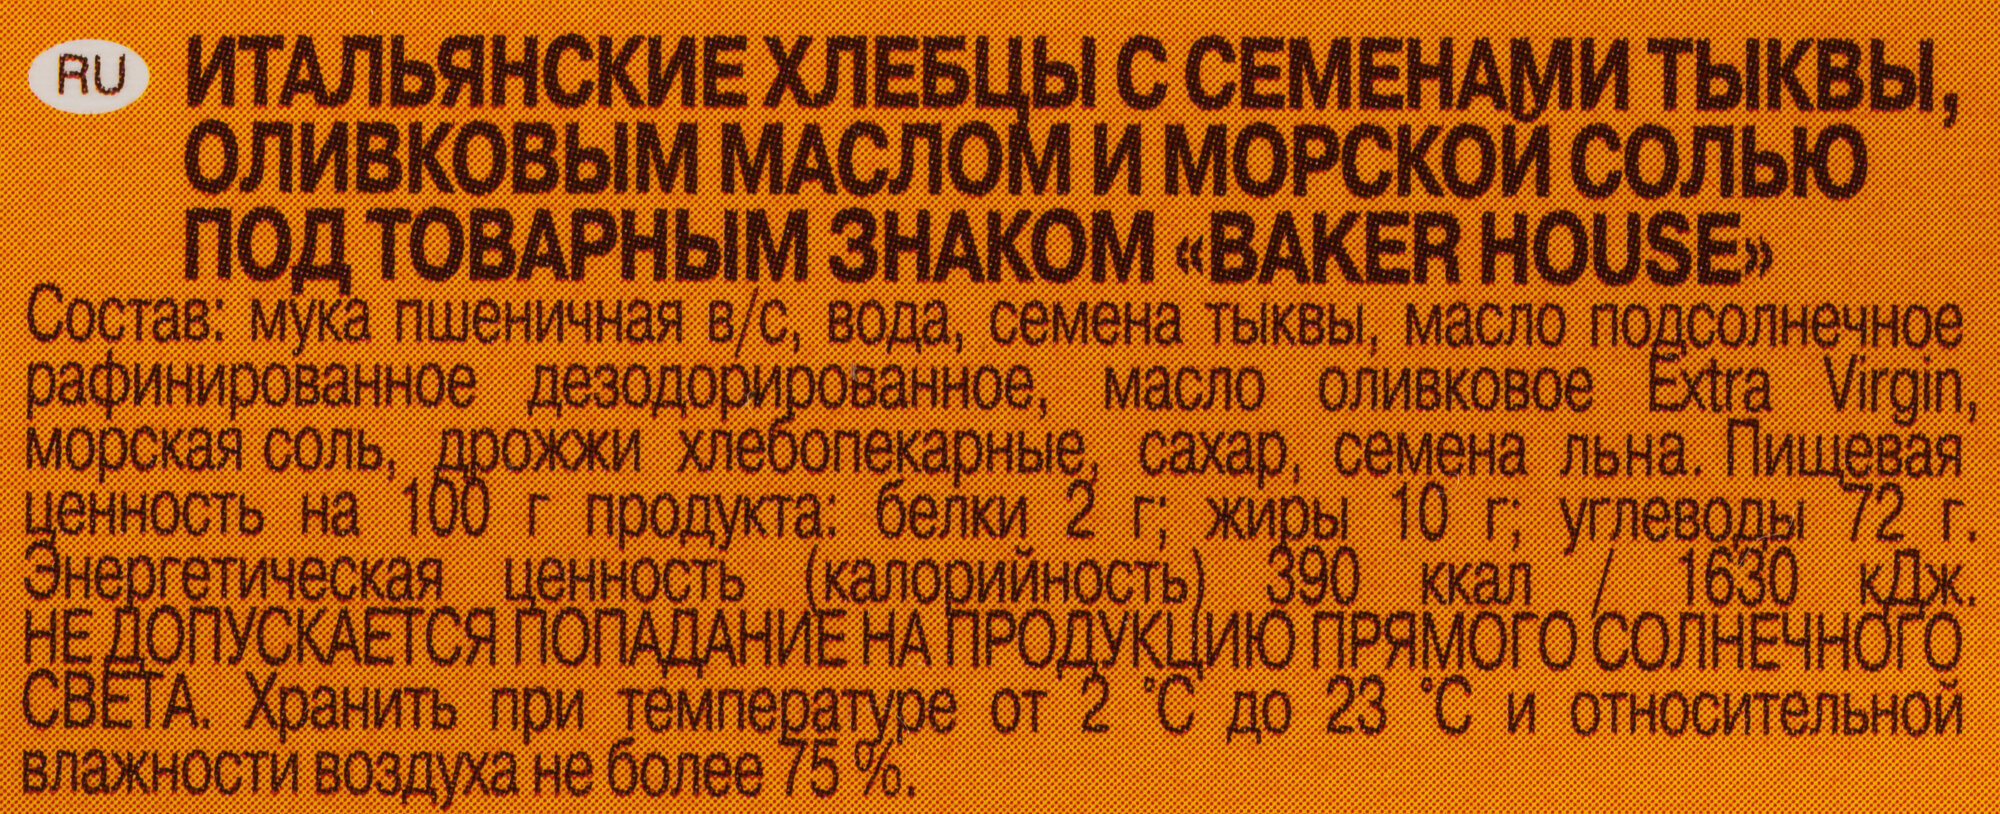 RU ИТАЛЬЯНСКИЕ ХЛЕБЦЫ С СЕМЕНАМИ ТЫКВЫ,
ОЛИВКОВЫМ МАСЛОМ И МОРСКОЙ СОЛЬЮ
ПОД ТОВАРНЫМ ЗНАКОМ «BAKER HOUSE»
Состав: мука пшеничная в/с, вода, семена тыквы, масло подсолнечное
рафинированное дезодорированное, масло оливковое Extra Virgin,
морская соль, дрожжи хлебопекарные, сахар, семена льна. Пищевая
ценность на 100 г продукта: белки 2 г; жиры 10 г; углеводы 72 г.
Энергетическая ценность (калорийность) 390 ккал / 1630 кДж.
НЕ ДОПУСКАЕТСЯ ПОПАДАНИЕ НА ПРОДУКЦИЮ ПРЯМОГО СОЛНЕЧНОГО
СВЕТА. Хранить при температуре от 2 °С до 23 °С и относительной
влажности воздуха не более 75 %.